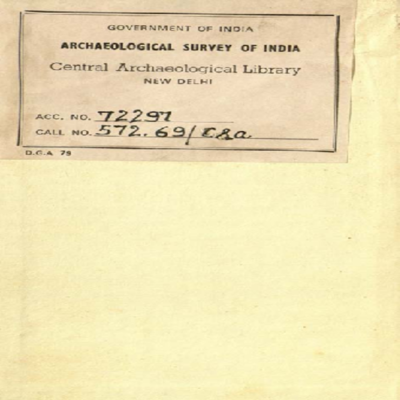 GOVERNMENT OF INDIA
ARCHAEOLOGICAL SURVEY OF INDIA
Central Archaeological Library
NEW DELHI
ACC. NO. 72297
CALL NO. 572.69/
D.G.A. 79